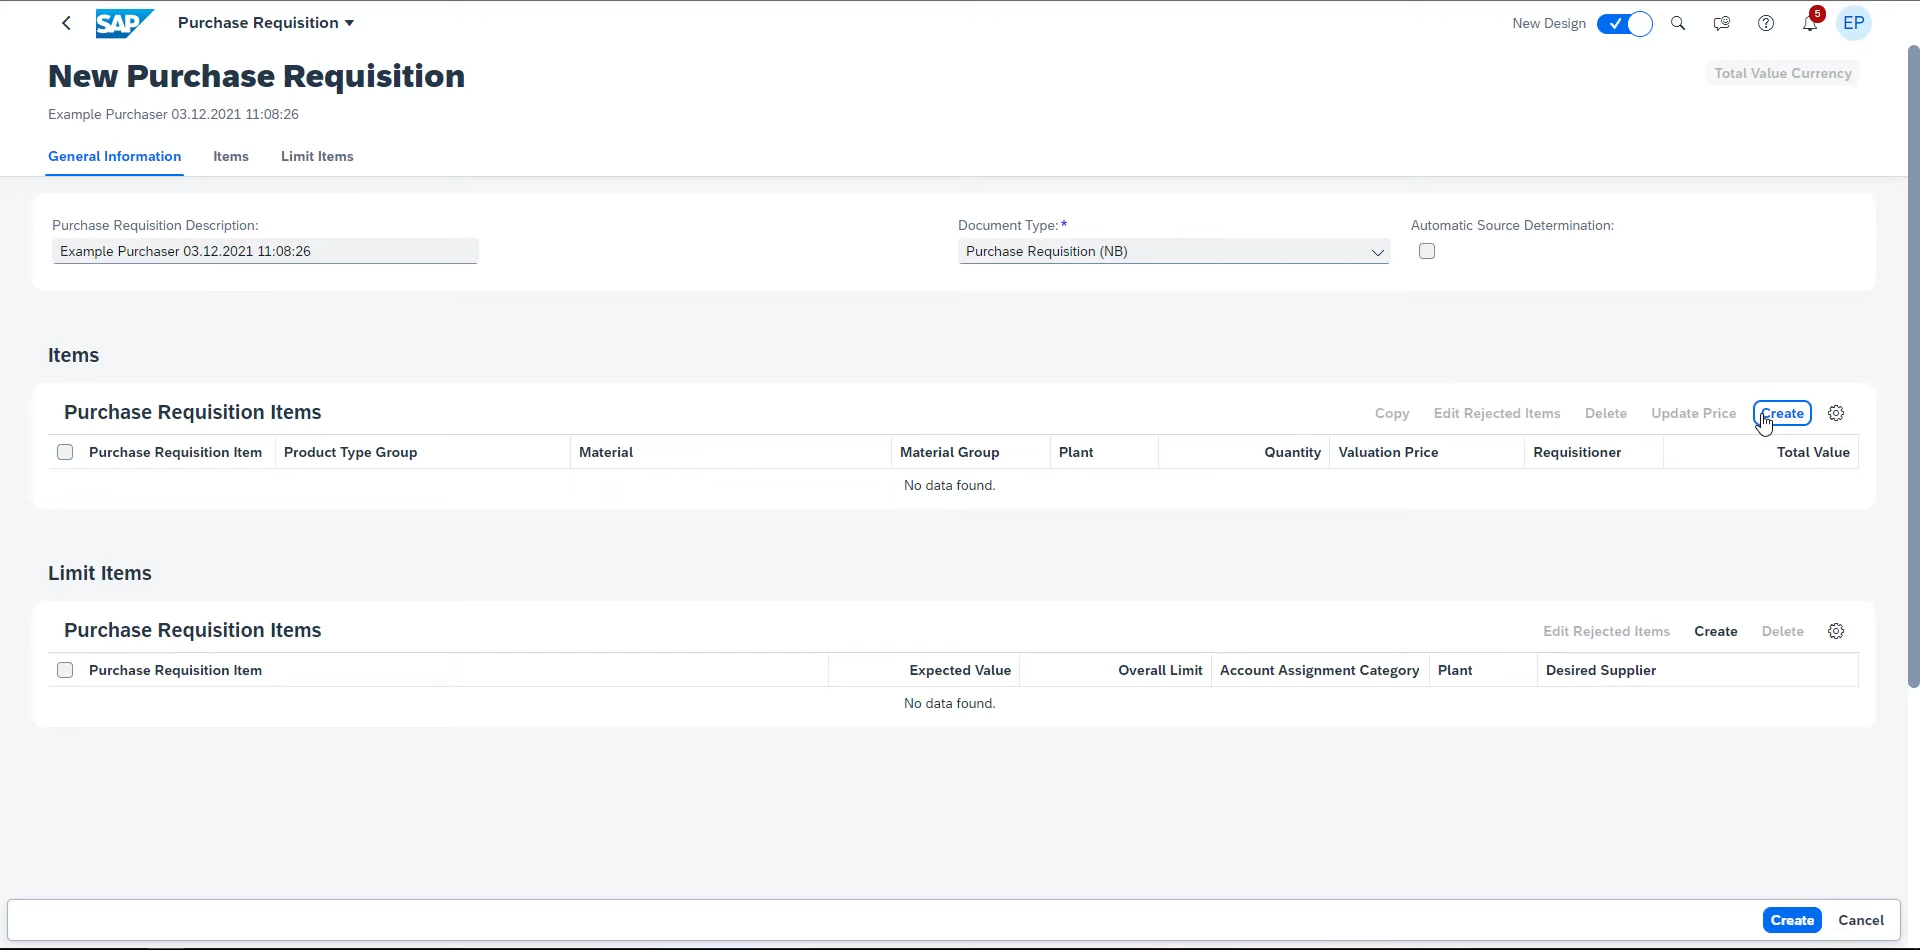 SAP Purchase Requisition New Design 5 EP
New Purchase Requisition Total Value Currency
Example Purchaser 03.12.2021 11:08:26
General Information Items Limit Items
Purchase Requisition Description: Document Type:* Automatic Source Determination:
Example Purchaser 03.12.2021 11:08:26 Purchase Requisition (NB)
Items
Purchase Requisition Items Copy Edit Rejected Items Delete Update Price Create
Purchase Requisition Item Product Type Group Material Material Group Plant Quantity Valuation Price Requisitioner Total Value
No data found.
Limit Items
Purchase Requisition Items Edit Rejected Items Create Delete
Purchase Requisition Item Expected Value Overall Limit Account Assignment Category Plant Desired Supplier
No data found.
Create Cancel